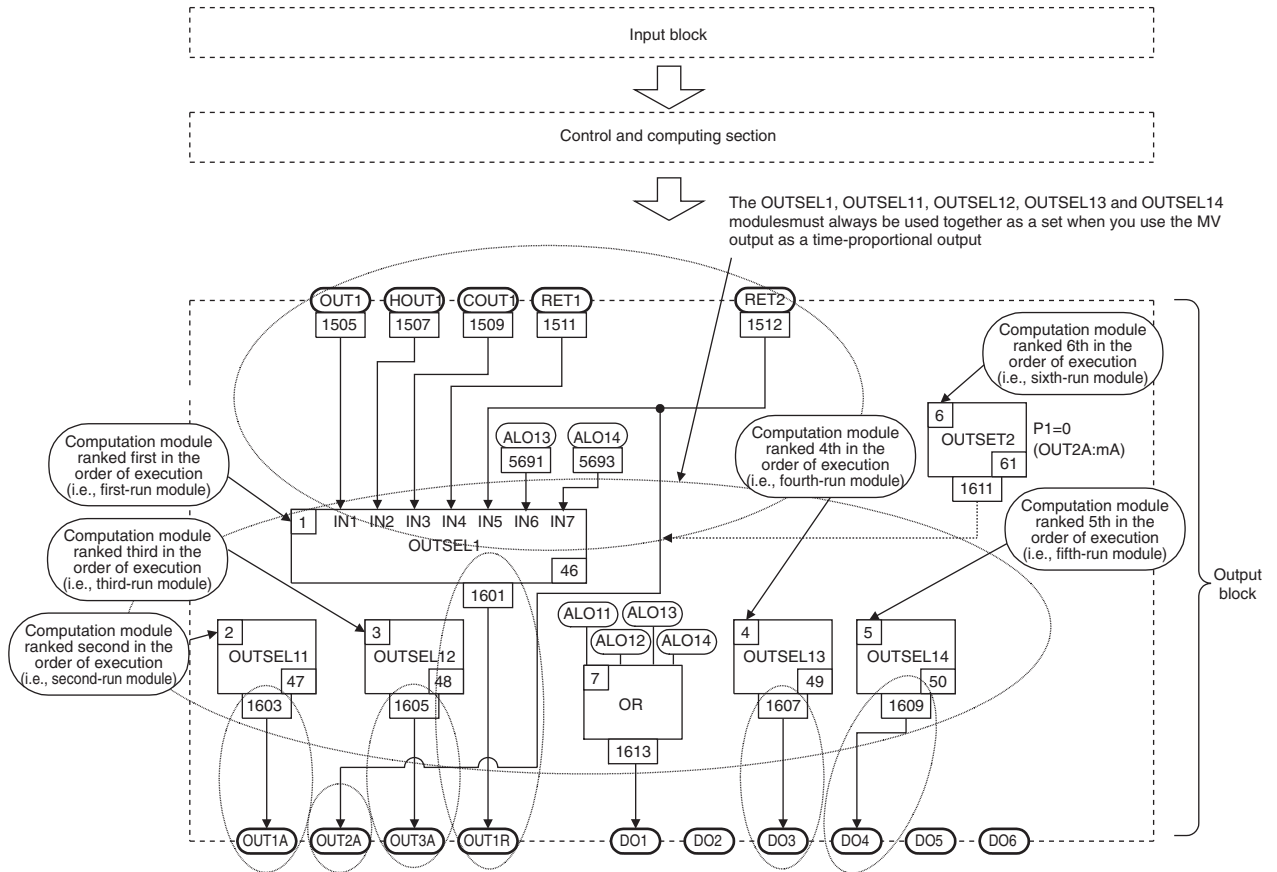 Input block
Control and computing section
The OUTSEL1, OUTSEL11, OUTSEL12, OUTSEL13 and OUTSEL14
modulesmust always be used together as a set when you use the MV
output as a time-proportional output
OUT1 HOUT1 COUT1 RET1 RET2
1505 1507 1509 1511 1512
Computation module
ranked 6th in the
order of execution
(i.e., sixth-run module)
6
OUTSET2
61
1611
P1=0
(OUT2A:mA)
Computation module
ranked first in the
order of execution
(i.e., first-run module)
ALO13 ALO14
5691 5693
Computation module
ranked 4th in the
order of execution
(i.e., fourth-run module)
Computation module
ranked 5th in the
order of execution
(i.e., fifth-run module)
1 IN1 IN2 IN3 IN4 IN5 IN6 IN7
OUTSEL1
46
1601
Computation module
ranked third in the
order of execution
(i.e., third-run module)
Output
block
Computation module
ranked second in the
order of execution
(i.e., second-run module)
2
OUTSEL11
47
1603
3
OUTSEL12
48
1605
ALO11 ALO13
ALO12 ALO14
7
OR
1613
4
OUTSEL13
49
1607
5
OUTSEL14
50
1609
OUT1A OUT2A OUT3A OUT1R DO1 DO2 DO3 DO4 DO5 DO6